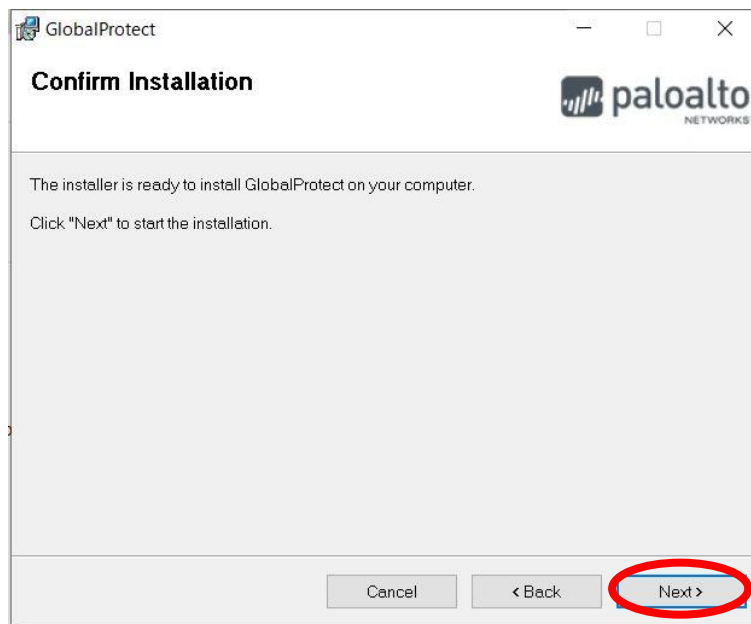 GlobalProtect
Confirm Installation
paloalto
NETWORKS
The installer is ready to install GlobalProtect on your computer.
Click "Next" to start the installation.
Cancel
< Back
Next >